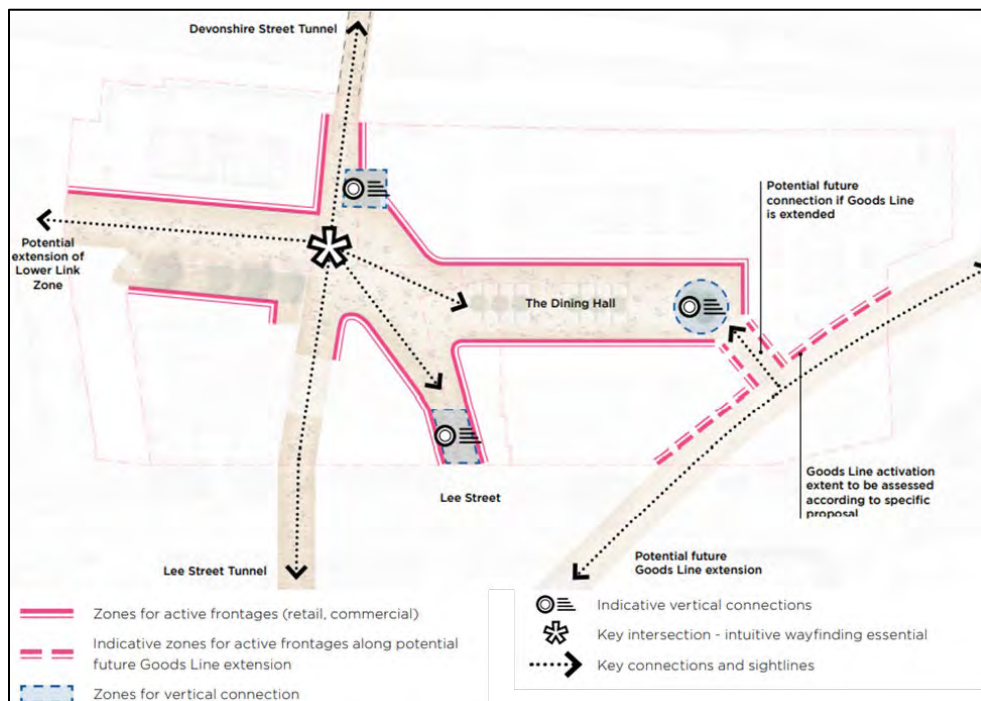 Devonshire Street Tunnel
Potential future
connection if Goods Line
is extended
Potential
extension of
Lower Link
Zone
The Dining Hall
Goods Line activation
extent to be assessed
according to specific
proposal
Lee Street
Lee Street Tunnel
Potential future
Goods Line extension
Zones for active frontages (retail, commercial)
Indicative zones for active frontages along potential
future Goods Line extension
Zones for vertical connection
Indicative vertical connections
Key intersection - intuitive wayfinding essential
Key connections and sightlines